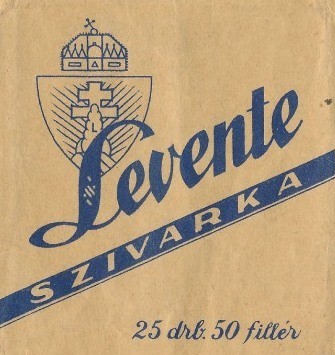 Levente
SZIVARKA
25 drb. 50 fillér